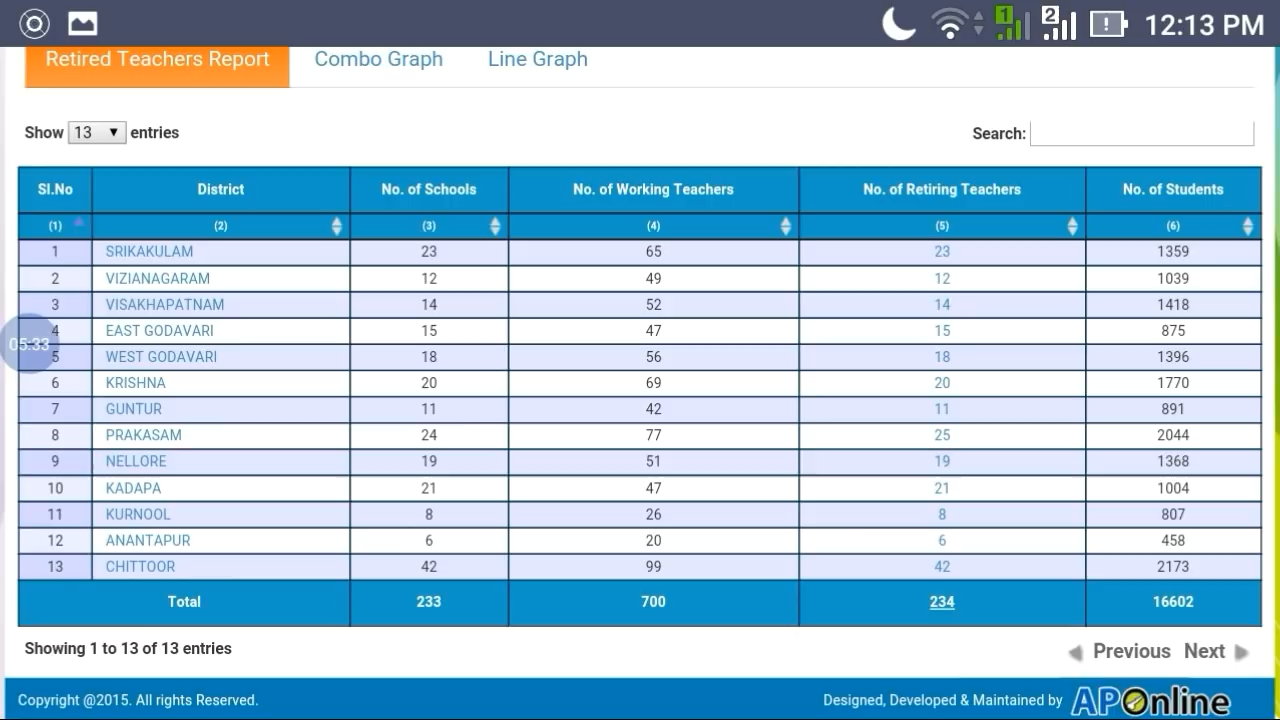 1 2 12:13 PM
Retired Teachers Report Combo Graph Line Graph
Show 13 entries Search:
Sl.No District No. of Schools No. of Working Teachers No. of Retiring Teachers No. of Students
(1) (2) (3) (4) (5) (6)
1 SRIKAKULAM 23 65 23 1359
2 VIZIANAGARAM 12 49 12 1039
3 VISAKHAPATNAM 14 52 14 1418
4 EAST GODAVARI 15 47 15 875
05:33
5 WEST GODAVARI 18 56 18 1396
6 KRISHNA 20 69 20 1770
7 GUNTUR 11 42 11 891
8 PRAKASAM 24 77 25 2044
9 NELLORE 19 51 19 1368
10 KADAPA 21 47 21 1004
11 KURNOOL 8 26 8 807
12 ANANTAPUR 6 20 6 458
13 CHITTOOR 42 99 42 2173
Total 233 700 234 16602
Showing 1 to 13 of 13 entries Previous Next
Copyright @2015. All rights Reserved. Designed, Developed & Maintained by APOnline